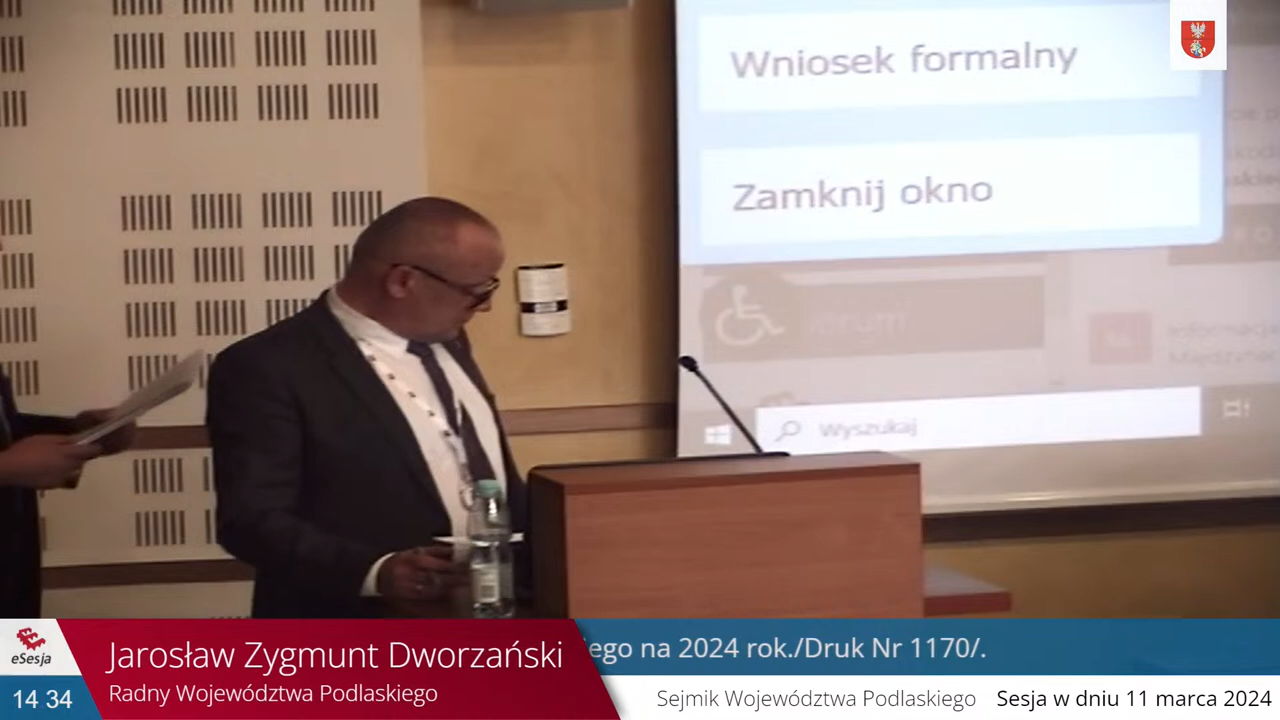 Wniosek formalny
Zamknij okno
Wyszukaj
eSesja
Jarosław Zygmunt Dworzański
Radny Województwa Podlaskiego
14 34
ego na 2024 rok./Druk Nr 1170/.
Sejmik Województwa Podlaskiego Sesja w dniu 11 marca 2024